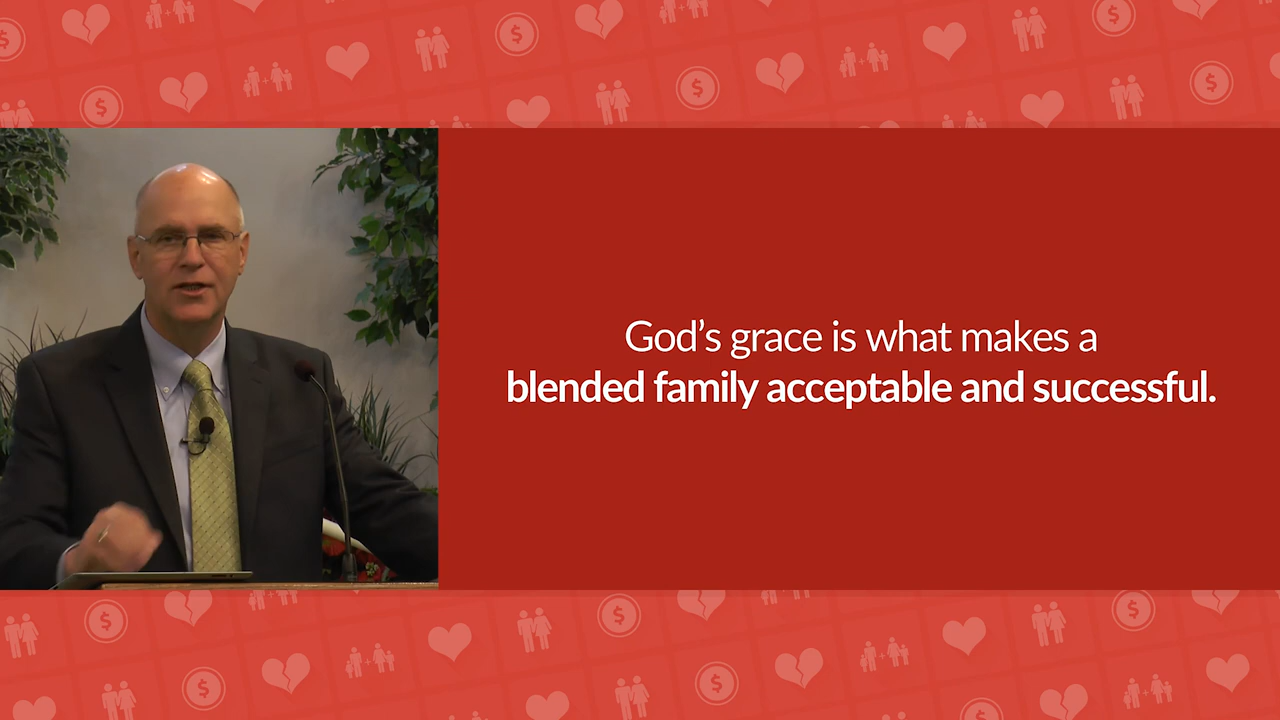 God’s grace is what makes a
blended family acceptable and successful.